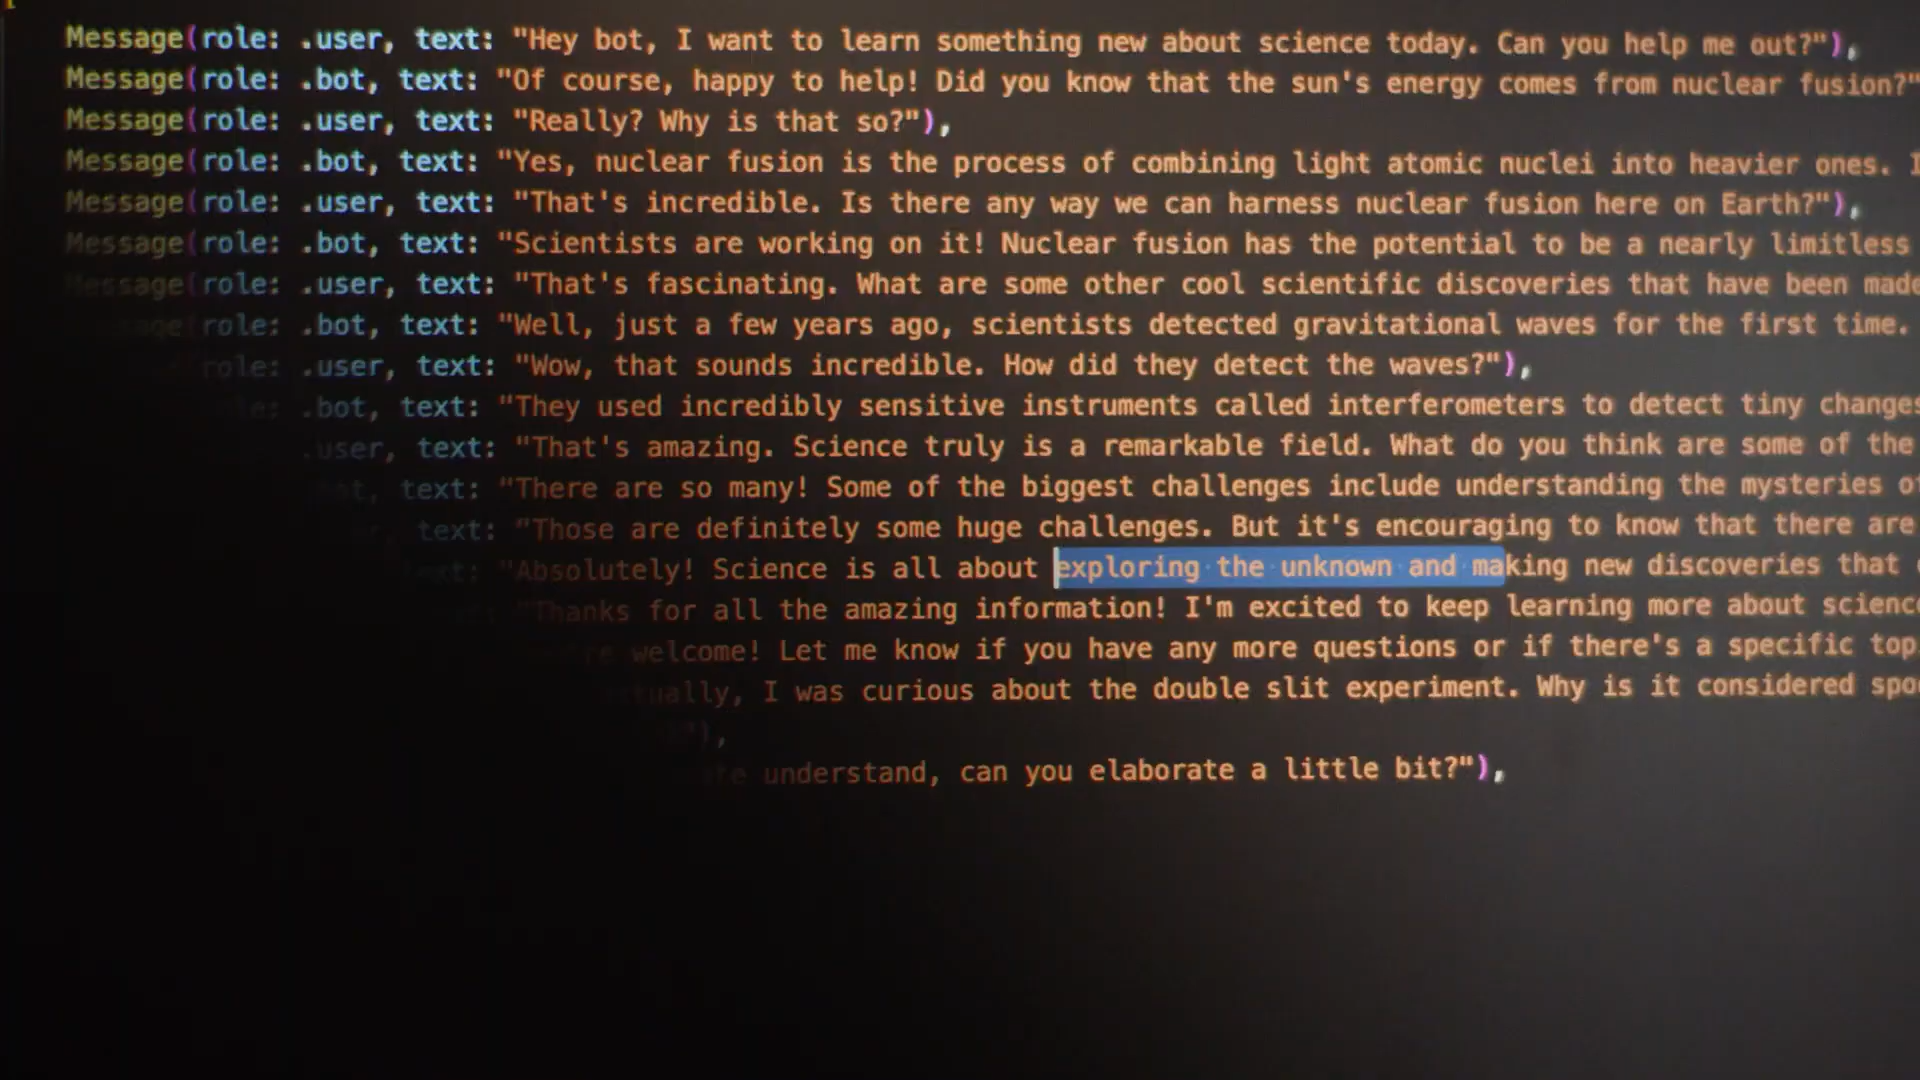 Message(role: .user, text: "Hey bot, I want to learn something new about science today. Can you help me out?"),
Message(role: .bot, text: "Of course, happy to help! Did you know that the sun's energy comes from nuclear fusion?"
Message(role: .user, text: "Really? Why is that so?"),
Message(role: .bot, text: "Yes, nuclear fusion is the process of combining light atomic nuclei into heavier ones.
Message(role: .user, text: "That's incredible. Is there any way we can harness nuclear fusion here on Earth?"),
Message(role: .bot, text: "Scientists are working on it! Nuclear fusion has the potential to be a nearly limitless
Message(role: .user, text: "That's fascinating. What are some other cool scientific discoveries that have been made
role: .bot, text: "Well, just a few years ago, scientists detected gravitational waves for the first time.
role: .user, text: "Wow, that sounds incredible. How did they detect the waves?"),
.bot, text: "They used incredibly sensitive instruments called interferometers to detect tiny changes
.user, text: "That's amazing. Science truly is a remarkable field. What do you think are some of the
text: "There are so many! Some of the biggest challenges include understanding the mysteries of
text: "Those are definitely some huge challenges. But it's encouraging to know that there are
text: "Absolutely! Science is all about exploring the unknown and making new discoveries that
"Thanks for all the amazing information! I'm excited to keep learning more about science
welcome! Let me know if you have any more questions or if there's a specific
I was curious about the double slit experiment. Why is it considered
"),
understand, can you elaborate a little bit?"),